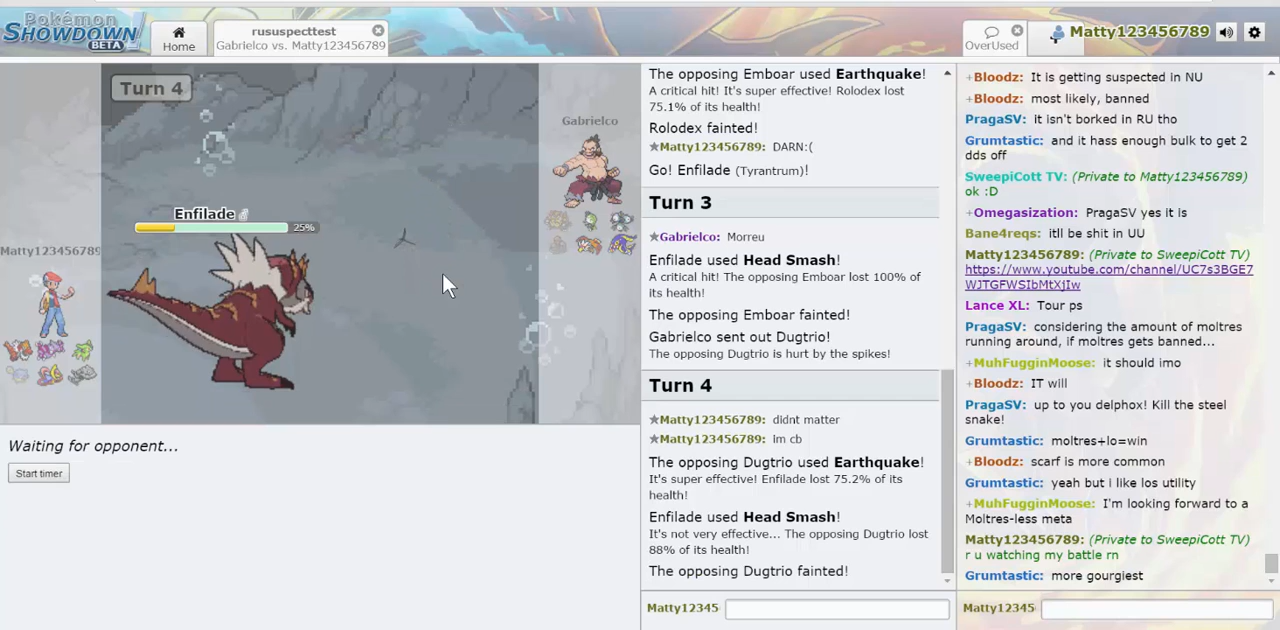 Pokémon
SHOWDOWN
BETA
Home
rususpecttest
Gabrielco vs. Matty123456789
OverUsed
Matty123456789
Turn 4
Gabrielco
Enfilade
25%
Matty123456789
Waiting for opponent...
Start timer
The opposing Emboar used Earthquake!
A critical hit! It's super effective! Rolodex lost
75.1% of its health!
Rolodex fainted!
★Matty123456789: DARN:(
Go! Enfilade (Tyrantrum)!
Turn 3
★Gabrielco: Morreu
Enfilade used Head Smash!
A critical hit! The opposing Emboar lost 100% of
its health!
The opposing Emboar fainted!
Gabrielco sent out Dugtrio!
The opposing Dugtrio is hurt by the spikes!
Turn 4
★Matty123456789: didnt matter
★Matty123456789: Im cb
The opposing Dugtrio used Earthquake!
It's super effective! Enfilade lost 75.2% of its
health!
Enfilade used Head Smash!
It's not very effective... The opposing Dugtrio lost
88% of its health!
The opposing Dugtrio fainted!
Matty12345
+Bloodz: It is getting suspected in NU
+Bloodz: most likely, banned
PragaSV: it isn't borked in RU tho
Grumtastic: and it hass enough bulk to get 2
dds off
SweepiCott TV: (Private to Matty123456789)
ok :D
+Omegasization: PragaSV yes it is
Bane4reqs: itll be shit in UU
Matty123456789: (Private to SweepiCott TV)
https://www.youtube.com/channel/UC7s3BGE7
WJTGFWSIbMtXjIw
Lance XL: Tour ps
PragaSV: considering the amount of moltres
running around, if moltres gets banned...
+MuhFugginMoose: it should imo
+Bloodz: IT will
PragaSV: up to you delphox! Kill the steel
snake!
Grumtastic: moltres+lo=win
+Bloodz: scarf is more common
Grumtastic: yeah but i like los utility
+MuhFugginMoose: I'm looking forward to a
Moltres-less meta
Matty123456789: (Private to SweepiCott TV)
r u watching my battle rn
Grumtastic: more gourgiest
Matty12345